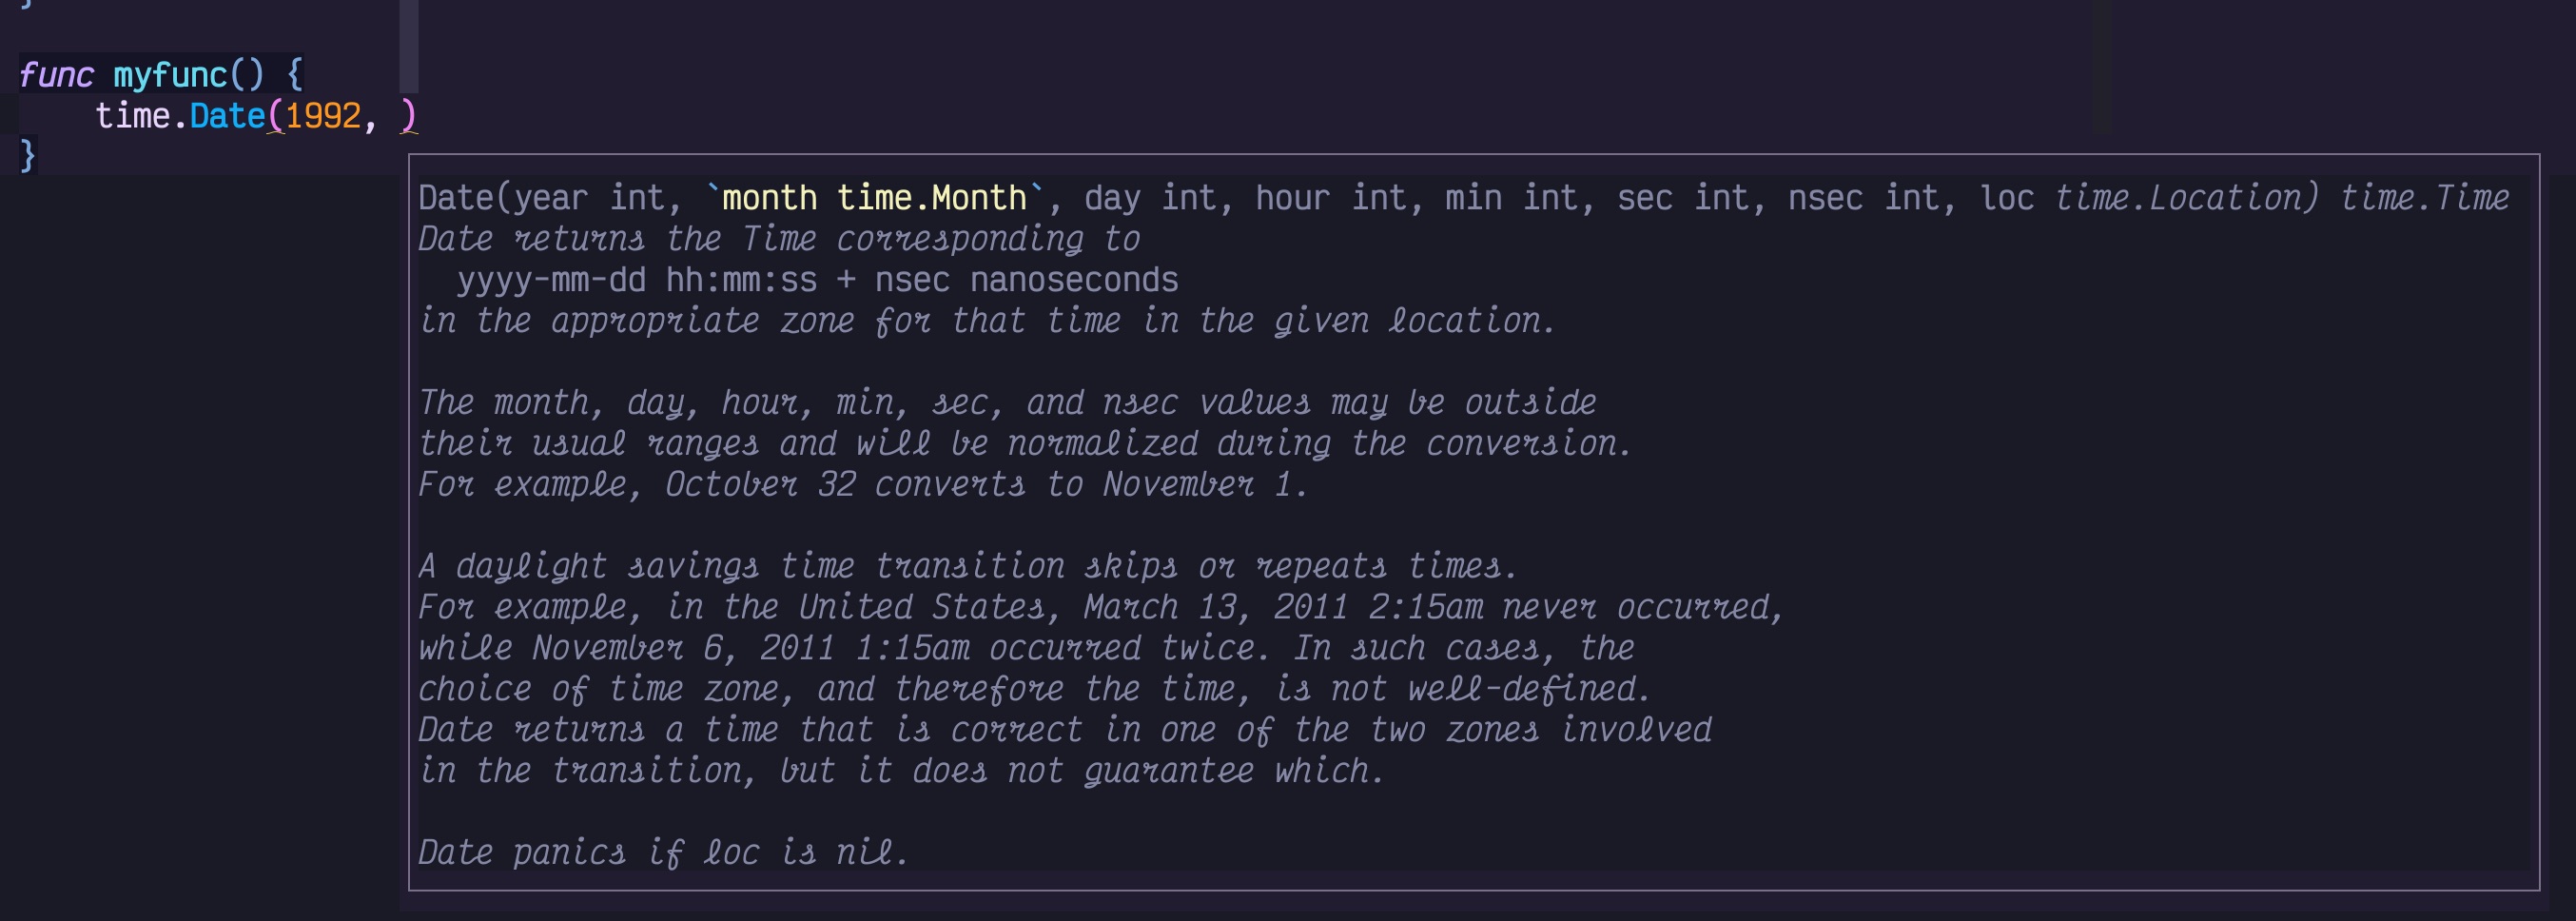 }
func myfunc() {
    time.Date(1992, )
}
Date(year int, `month time.Month`, day int, hour int, min int, sec int, nsec int, loc time.Location) time.Time
Date returns the Time corresponding to
  yyyy-mm-dd hh:mm:ss + nsec nanoseconds
in the appropriate zone for that time in the given location.
The month, day, hour, min, sec, and nsec values may be outside
their usual ranges and will be normalized during the conversion.
For example, October 32 converts to November 1.
A daylight savings time transition skips or repeats times.
For example, in the United States, March 13, 2011 2:15am never occurred,
while November 6, 2011 1:15am occurred twice. In such cases, the
choice of time zone, and therefore the time, is not well-defined.
Date returns a time that is correct in one of the two zones involved
in the transition, but it does not guarantee which.
Date panics if loc is nil.